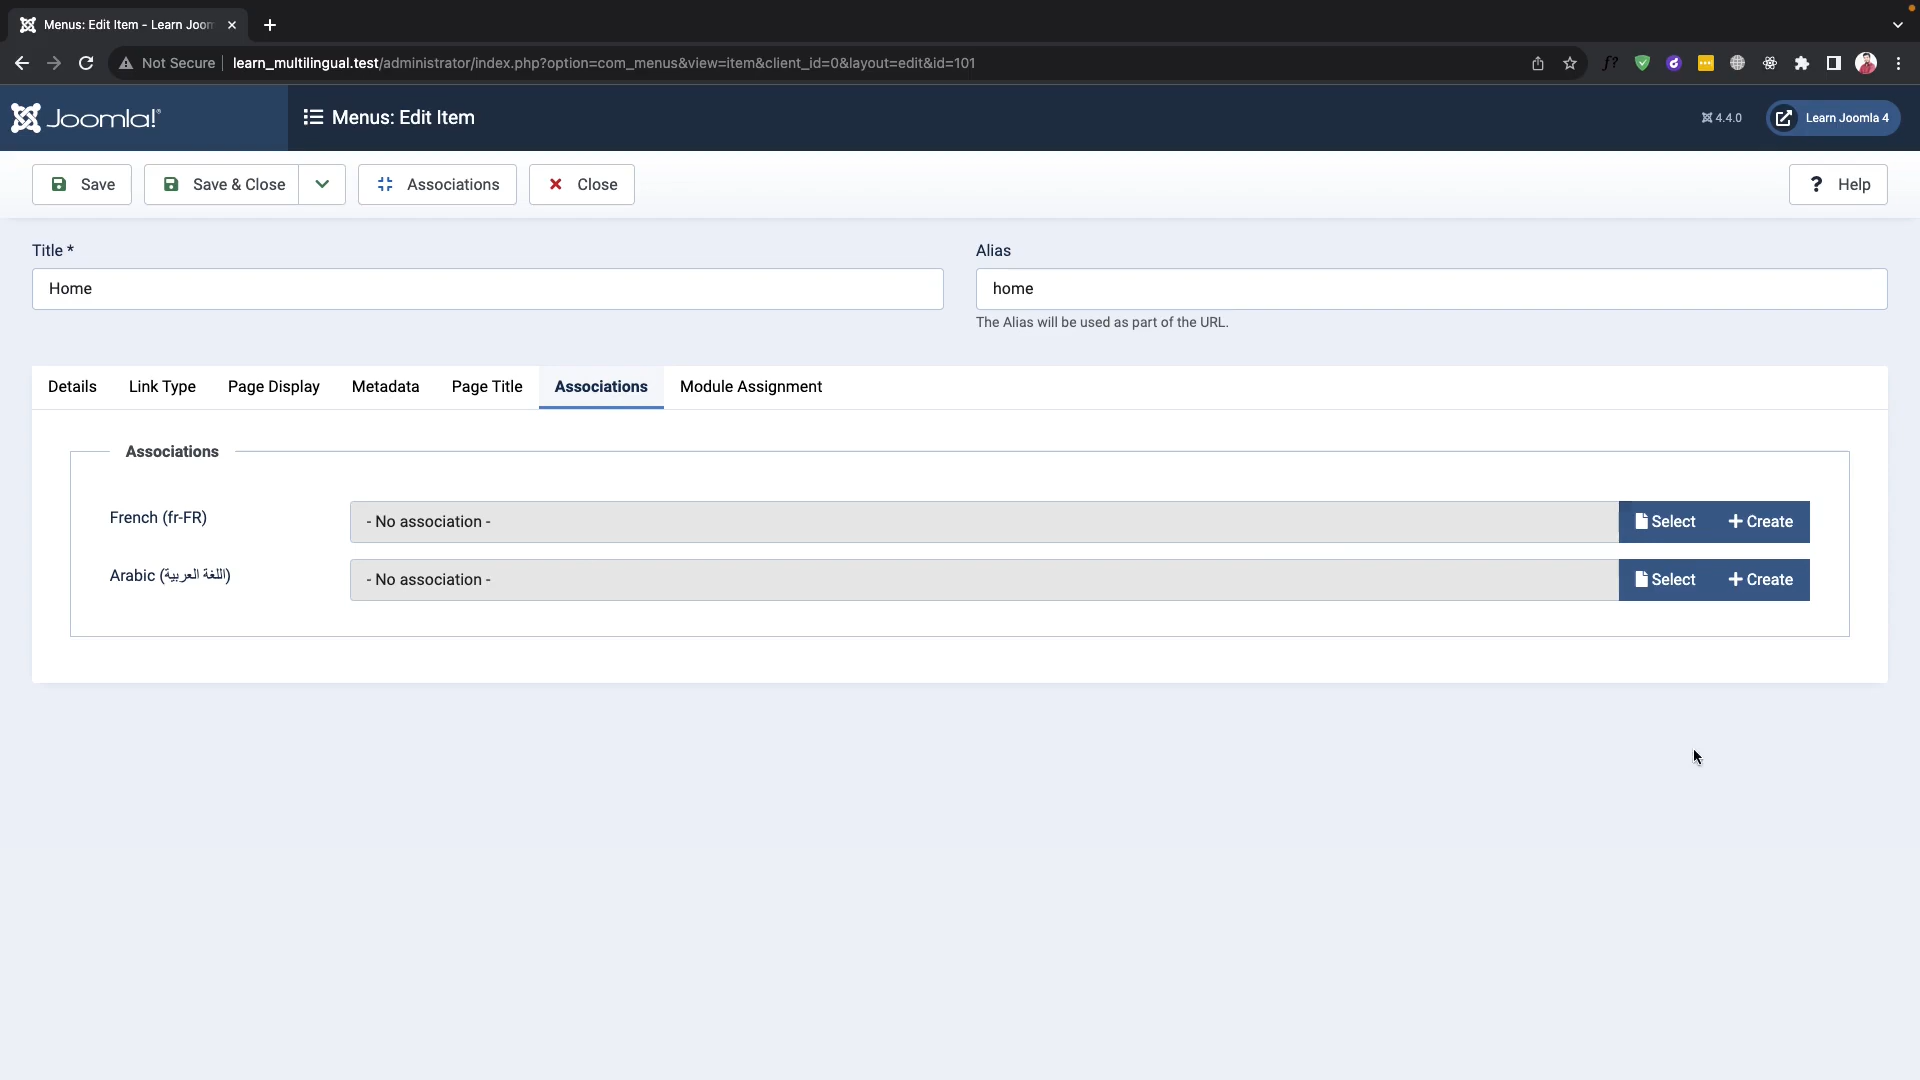 Menus: Edit Item - Learn Joom
Not Secure learn_multilingual.test/administrator/index.php?option=com_menus&view=item&client_id=0&layout=edit&id=101
Joomla!® Menus: Edit Item 4.4.0 Learn Joomla 4
Save Save & Close Associations Close ? Help
Title * Alias
Home home
The Alias will be used as part of the URL.
Details Link Type Page Display Metadata Page Title Associations Module Assignment
Associations
French (fr-FR) - No association - Select + Create
Arabic (اللغة العربية) - No association - Select + Create